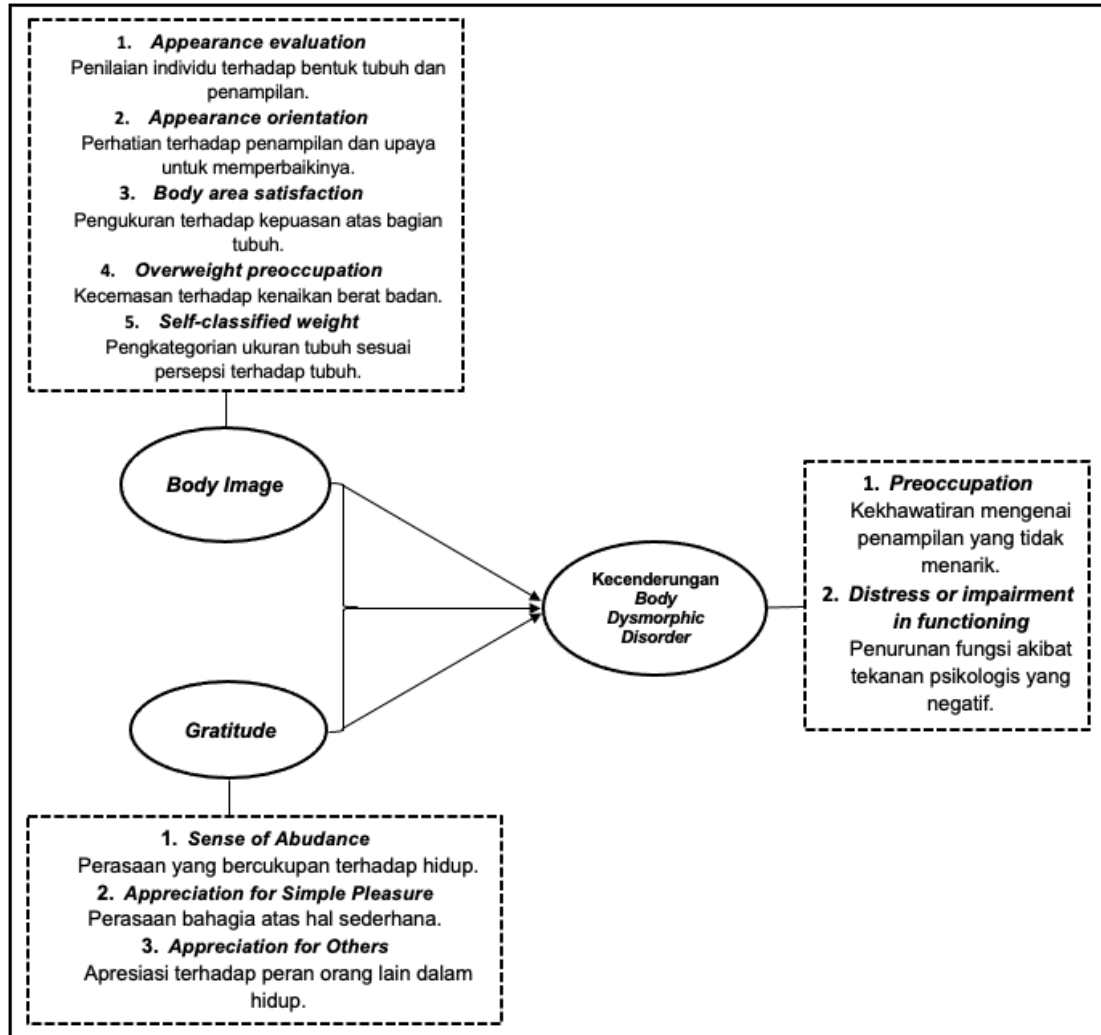 1. Appearance evaluation
Penilaian individu terhadap bentuk tubuh dan
penampilan.
2. Appearance orientation
Perhatian terhadap penampilan dan upaya
untuk memperbaikinya.
3. Body area satisfaction
Pengukuran terhadap kepuasan atas bagian
tubuh.
4. Overweight preoccupation
Kecemasan terhadap kenaikan berat badan.
5. Self-classified weight
Pengkategorian ukuran tubuh sesuai
persepsi terhadap tubuh.
Body Image
Kecenderungan
Body
Dysmorphic
Disorder
1. Preoccupation
Kekhawatiran mengenai
penampilan yang tidak
menarik.
2. Distress or impairment
in functioning
Penurunan fungsi akibat
tekanan psikologis yang
negatif.
Gratitude
1. Sense of Abudance
Perasaan yang bercukupan terhadap hidup.
2. Appreciation for Simple Pleasure
Perasaan bahagia atas hal sederhana.
3. Appreciation for Others
Apresiasi terhadap peran orang lain dalam
hidup.